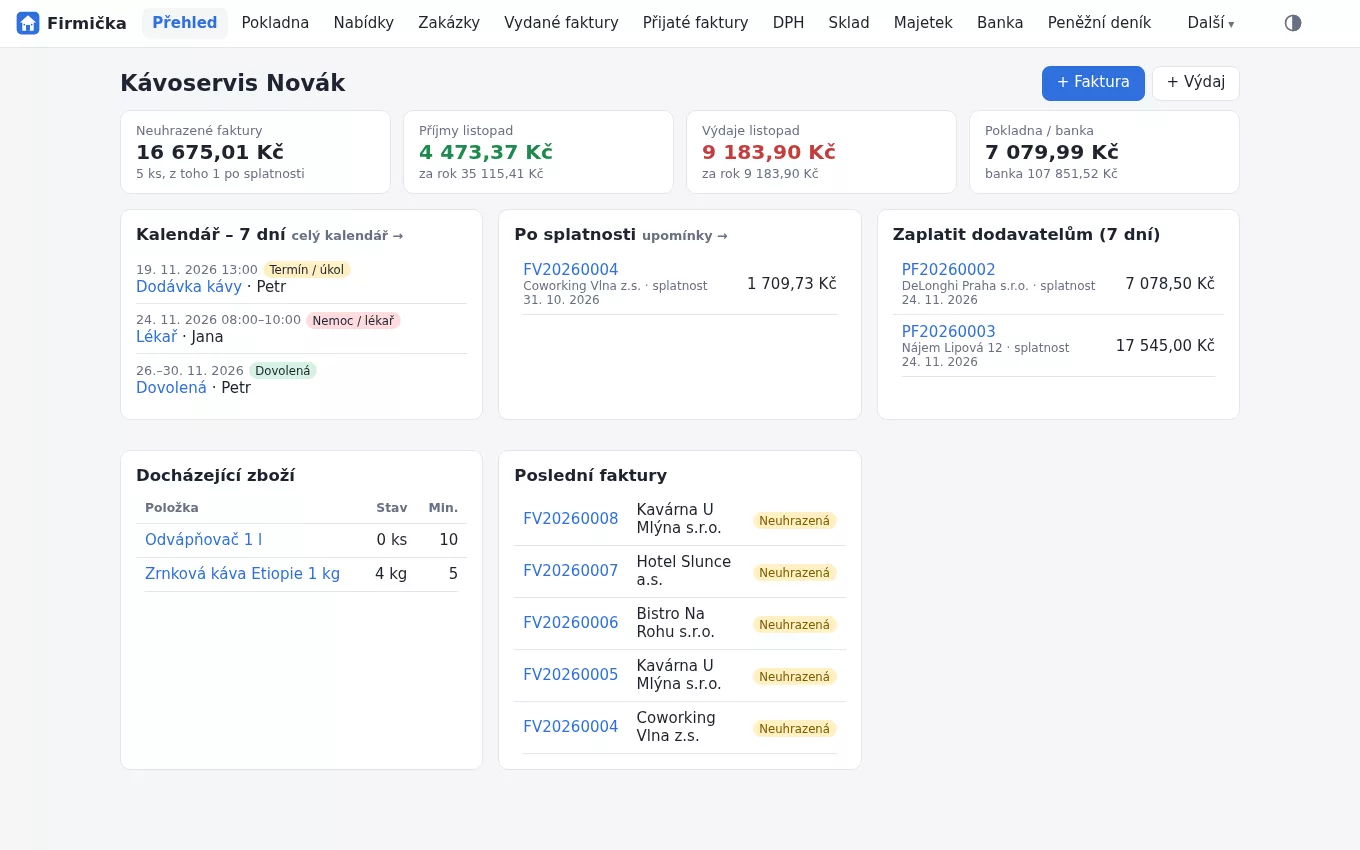 Firmička Přehled Pokladna Nabídky Zakázky Vydané faktury Přijaté faktury DPH Sklad Majetek Banka Peněžní deník Další ▾
Kávoservis Novák
+ Faktura + Výdaj
Neuhrazené faktury
16 675,01 Kč
5 ks, z toho 1 po splatnosti
Příjmy listopad
4 473,37 Kč
za rok 35 115,41 Kč
Výdaje listopad
9 183,90 Kč
za rok 9 183,90 Kč
Pokladna / banka
7 079,99 Kč
banka 107 851,52 Kč
Kalendář – 7 dní celý kalendář →
19. 11. 2026 13:00 Termín / úkol
Dodávka kávy · Petr
24. 11. 2026 08:00–10:00 Nemoc / lékař
Lékař · Jana
26.–30. 11. 2026 Dovolená
Dovolená · Petr
Po splatnosti upomínky →
FV20260004
Coworking Vlna z.s. · splatnost
31. 10. 2026
1 709,73 Kč
Zaplatit dodavatelům (7 dní)
PF20260002
DeLonghi Praha s.r.o. · splatnost
24. 11. 2026
7 078,50 Kč
PF20260003
Nájem Lipová 12 · splatnost
24. 11. 2026
17 545,00 Kč
Docházející zboží
Položka Stav Min.
Odvápňovač 1 l 0 ks 10
Zrnková káva Etiopie 1 kg 4 kg 5
Poslední faktury
FV20260008
Kavárna U
Mlýna s.r.o.
Neuhrazená
FV20260007
Hotel Slunce
a.s.
Neuhrazená
FV20260006
Bistro Na
Rohu s.r.o.
Neuhrazená
FV20260005
Kavárna U
Mlýna s.r.o.
Neuhrazená
FV20260004
Coworking
Vlna z.s.
Neuhrazená